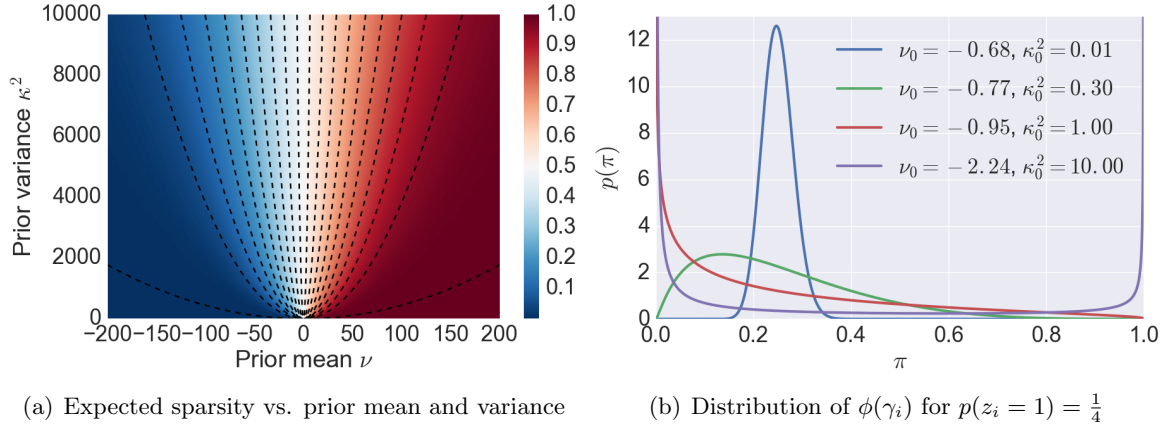 10000
8000
6000
4000
2000
0
Prior variance κ²
−200−150−100 −50 0 50 100 150 200
Prior mean ν
1.0
0.9
0.8
0.7
0.6
0.5
0.4
0.3
0.2
0.1
(a) Expected sparsity vs. prior mean and variance
12
10
8
6
4
2
0
p(π)
ν₀ = −0.68, κ₀² = 0.01
ν₀ = −0.77, κ₀² = 0.30
ν₀ = −0.95, κ₀² = 1.00
ν₀ = −2.24, κ₀² = 10.00
0.0 0.2 0.4 0.6 0.8 1.0
π
(b) Distribution of ϕ(γᵢ) for p(zᵢ = 1) = 1/4